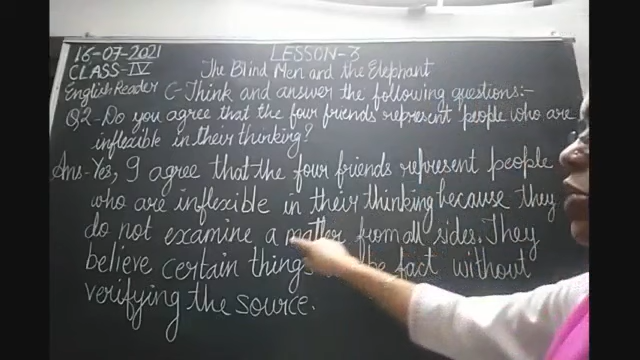 16-07-2021 LESSON-3
CLASS-IV The Blind Men and the Elephant
English Reader C-Think and answer the following questions:-
Q2-Do you agree that the four friends represent people who are
inflexible in their thinking?
Ans-Yes, I agree that the four friends represent people
who are inflexible in their thinking because they
do not examine a matter from all sides. They
believe certain things the fact without
verifying the source.